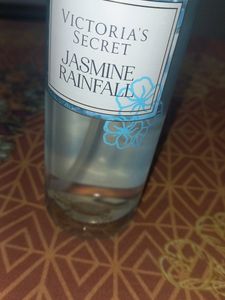 VICTORIA'S
SECRET
JASMINE
RAINFALL